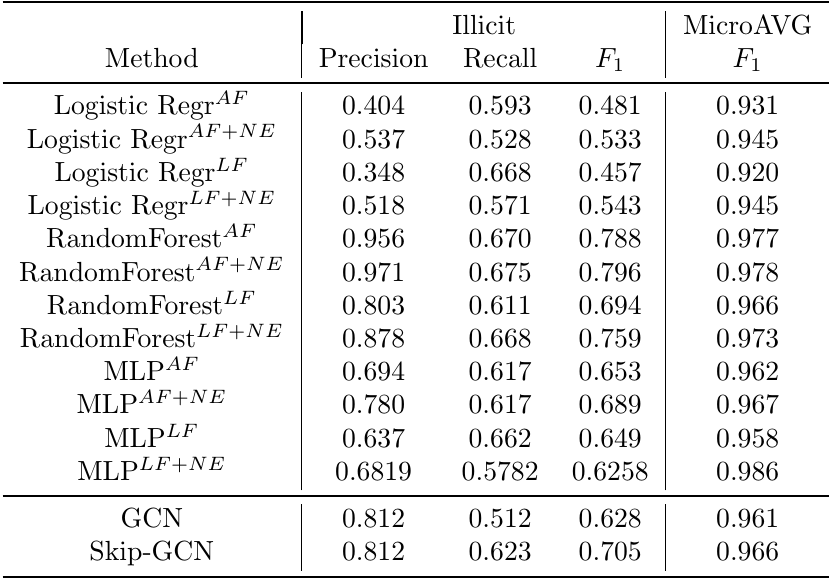 Illicit MicroAVG
Method Precision Recall F₁ F₁
Logistic Regr^AF 0.404 0.593 0.481 0.931
Logistic Regr^AF+NE 0.537 0.528 0.533 0.945
Logistic Regr^LF 0.348 0.668 0.457 0.920
Logistic Regr^LF+NE 0.518 0.571 0.543 0.945
RandomForest^AF 0.956 0.670 0.788 0.977
RandomForest^AF+NE 0.971 0.675 0.796 0.978
RandomForest^LF 0.803 0.611 0.694 0.966
RandomForest^LF+NE 0.878 0.668 0.759 0.973
MLP^AF 0.694 0.617 0.653 0.962
MLP^AF+NE 0.780 0.617 0.689 0.967
MLP^LF 0.637 0.662 0.649 0.958
MLP^LF+NE 0.6819 0.5782 0.6258 0.986
GCN 0.812 0.512 0.628 0.961
Skip-GCN 0.812 0.623 0.705 0.966